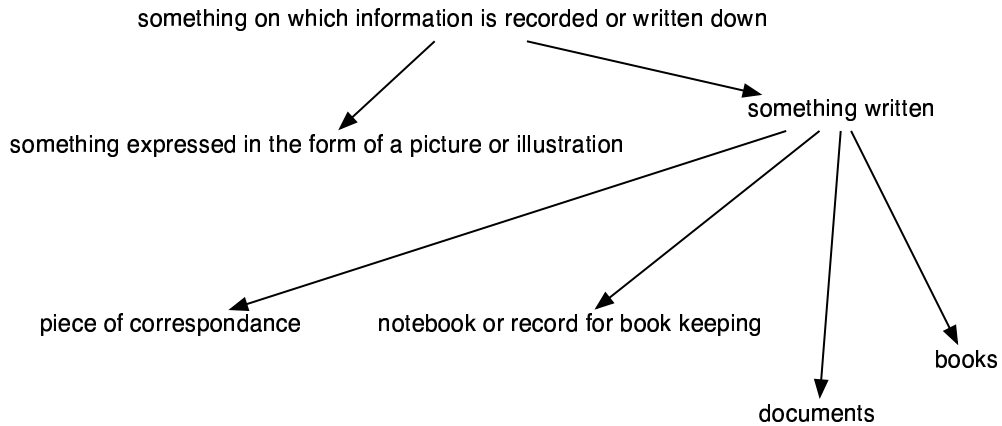 something on which information is recorded or written down
something written
something expressed in the form of a picture or illustration
piece of correspondance
notebook or record for book keeping
books
documents